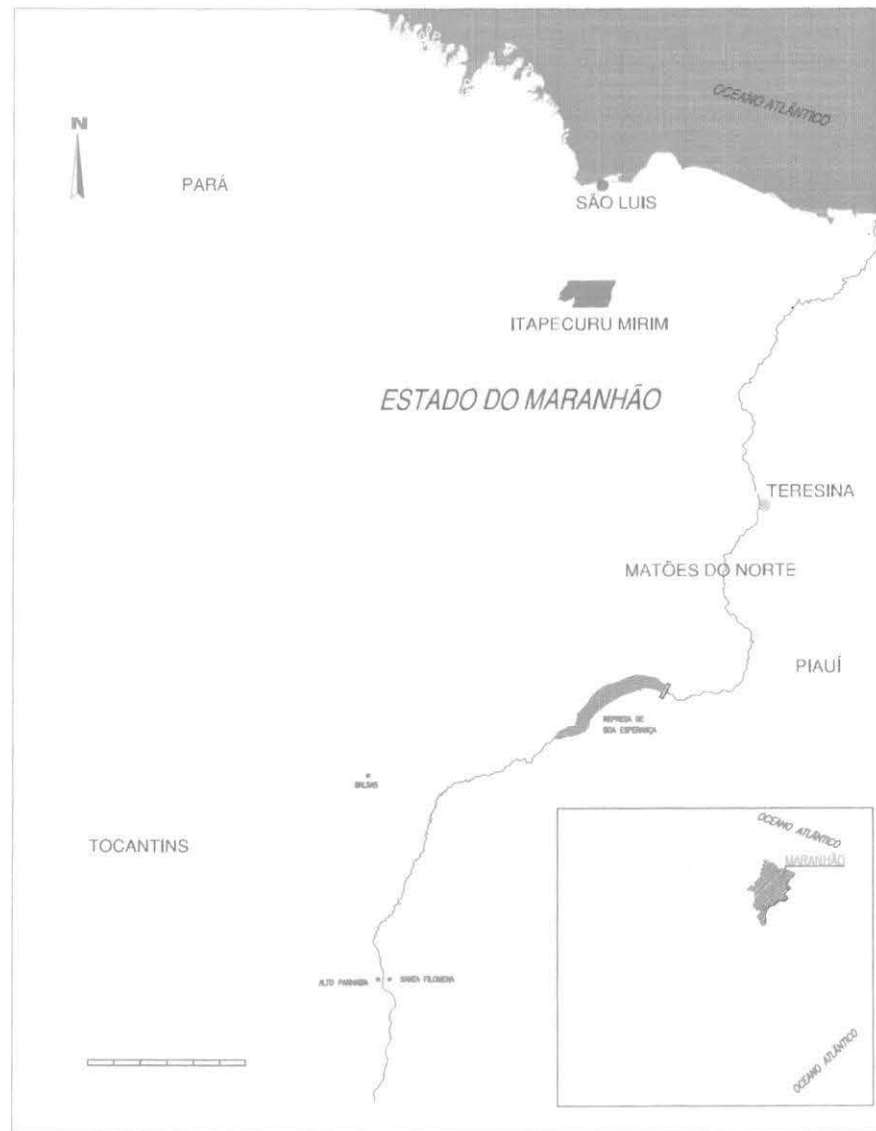 OCEANO ATLÂNTICO
N
PARÁ
SÃO LUIS
ITAPECURU MIRIM
ESTADO DO MARANHÃO
TERESINA
MATÕES DO NORTE
PIAUÍ
REPRESA DE
BOA ESPERANÇA
BALSAS
TOCANTINS
OCEANO ATLÂNTICO
MARANHÃO
ALTO PARNAIBA
SANTA FILOMENA
OCEANO ATLÂNTICO